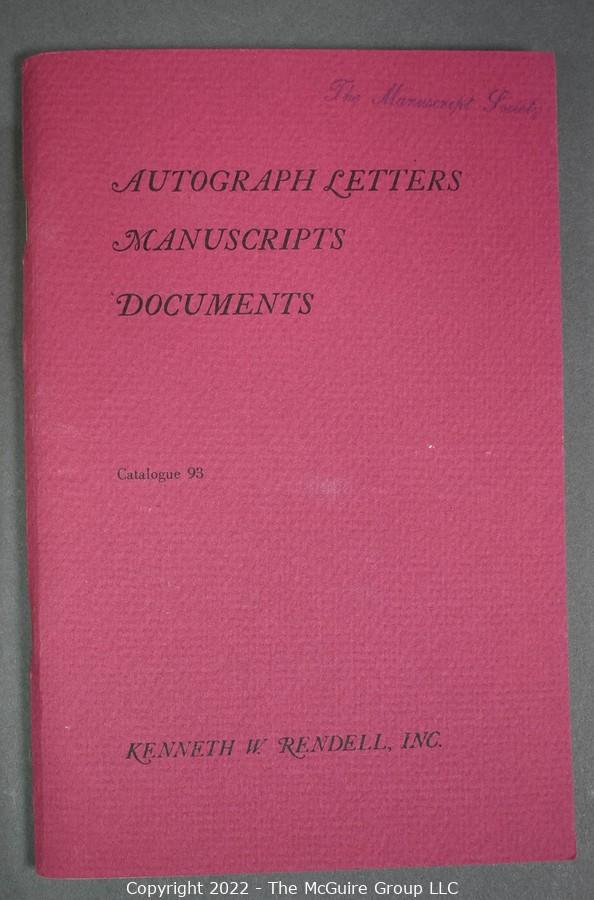 The Manuscript Society
AUTOGRAPH LETTERS
MANUSCRIPTS
DOCUMENTS
Catalogue 93
KENNETH W. RENDELL, INC.
Copyright 2022 - The McGuire Group LLC